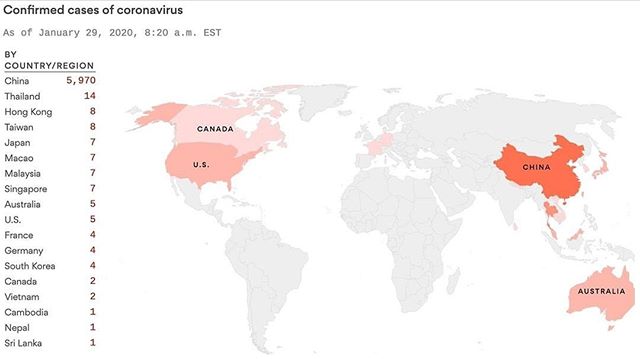 Confirmed cases of coronavirus
As of January 29, 2020, 8:20 a.m. EST
BY
COUNTRY/REGION
China 5,970
Thailand 14
Hong Kong 8
Taiwan 8
Japan 7
Macao 7
Malaysia 7
Singapore 7
Australia 5
U.S. 5
France 4
Germany 4
South Korea 4
Canada 2
Vietnam 2
Cambodia 1
Nepal 1
Sri Lanka 1
CANADA
U.S.
CHINA
AUSTRALIA